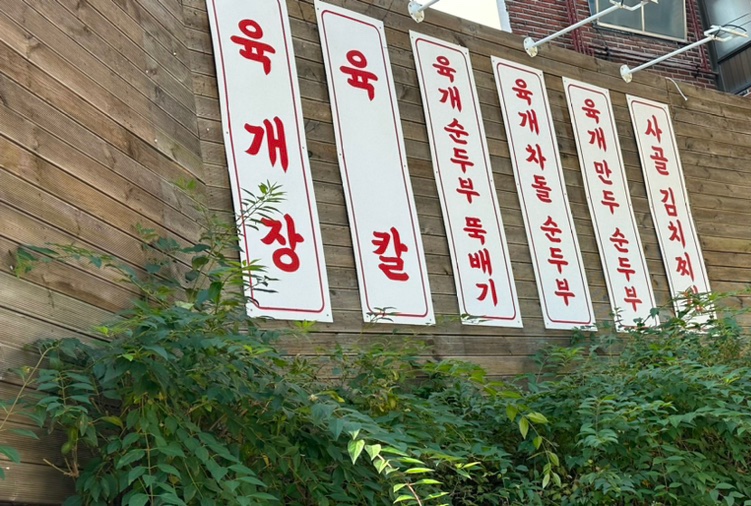 육개장
육칼
육개순두부 뚝배기
육개차돌 순두부
육개만두 순두부
사골 김치찌